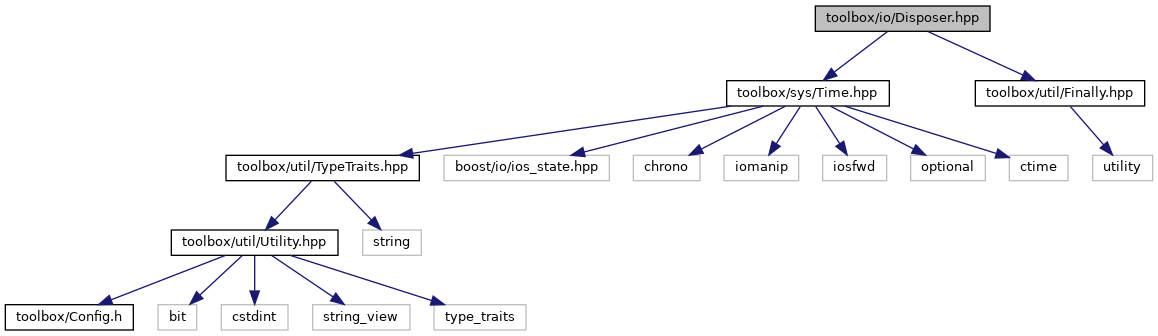 toolbox/io/Disposer.hpp
toolbox/sys/Time.hpp
toolbox/util/Finally.hpp
toolbox/util/TypeTraits.hpp
boost/io/ios_state.hpp
chrono
iomanip
iosfwd
optional
ctime
utility
toolbox/util/Utility.hpp
string
toolbox/Config.h
bit
cstdint
string_view
type_traits